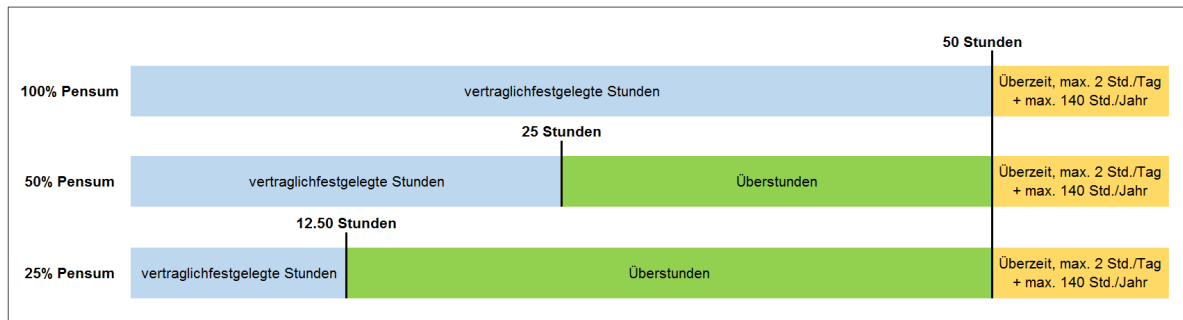 50 Stunden
100% Pensum
vertraglichfestgelegte Stunden
Überzeit, max. 2 Std./Tag
+ max. 140 Std./Jahr
25 Stunden
50% Pensum
vertraglichfestgelegte Stunden
Überstunden
Überzeit, max. 2 Std./Tag
+ max. 140 Std./Jahr
12.50 Stunden
25% Pensum
vertraglichfestgelegte Stunden
Überstunden
Überzeit, max. 2 Std./Tag
+ max. 140 Std./Jahr